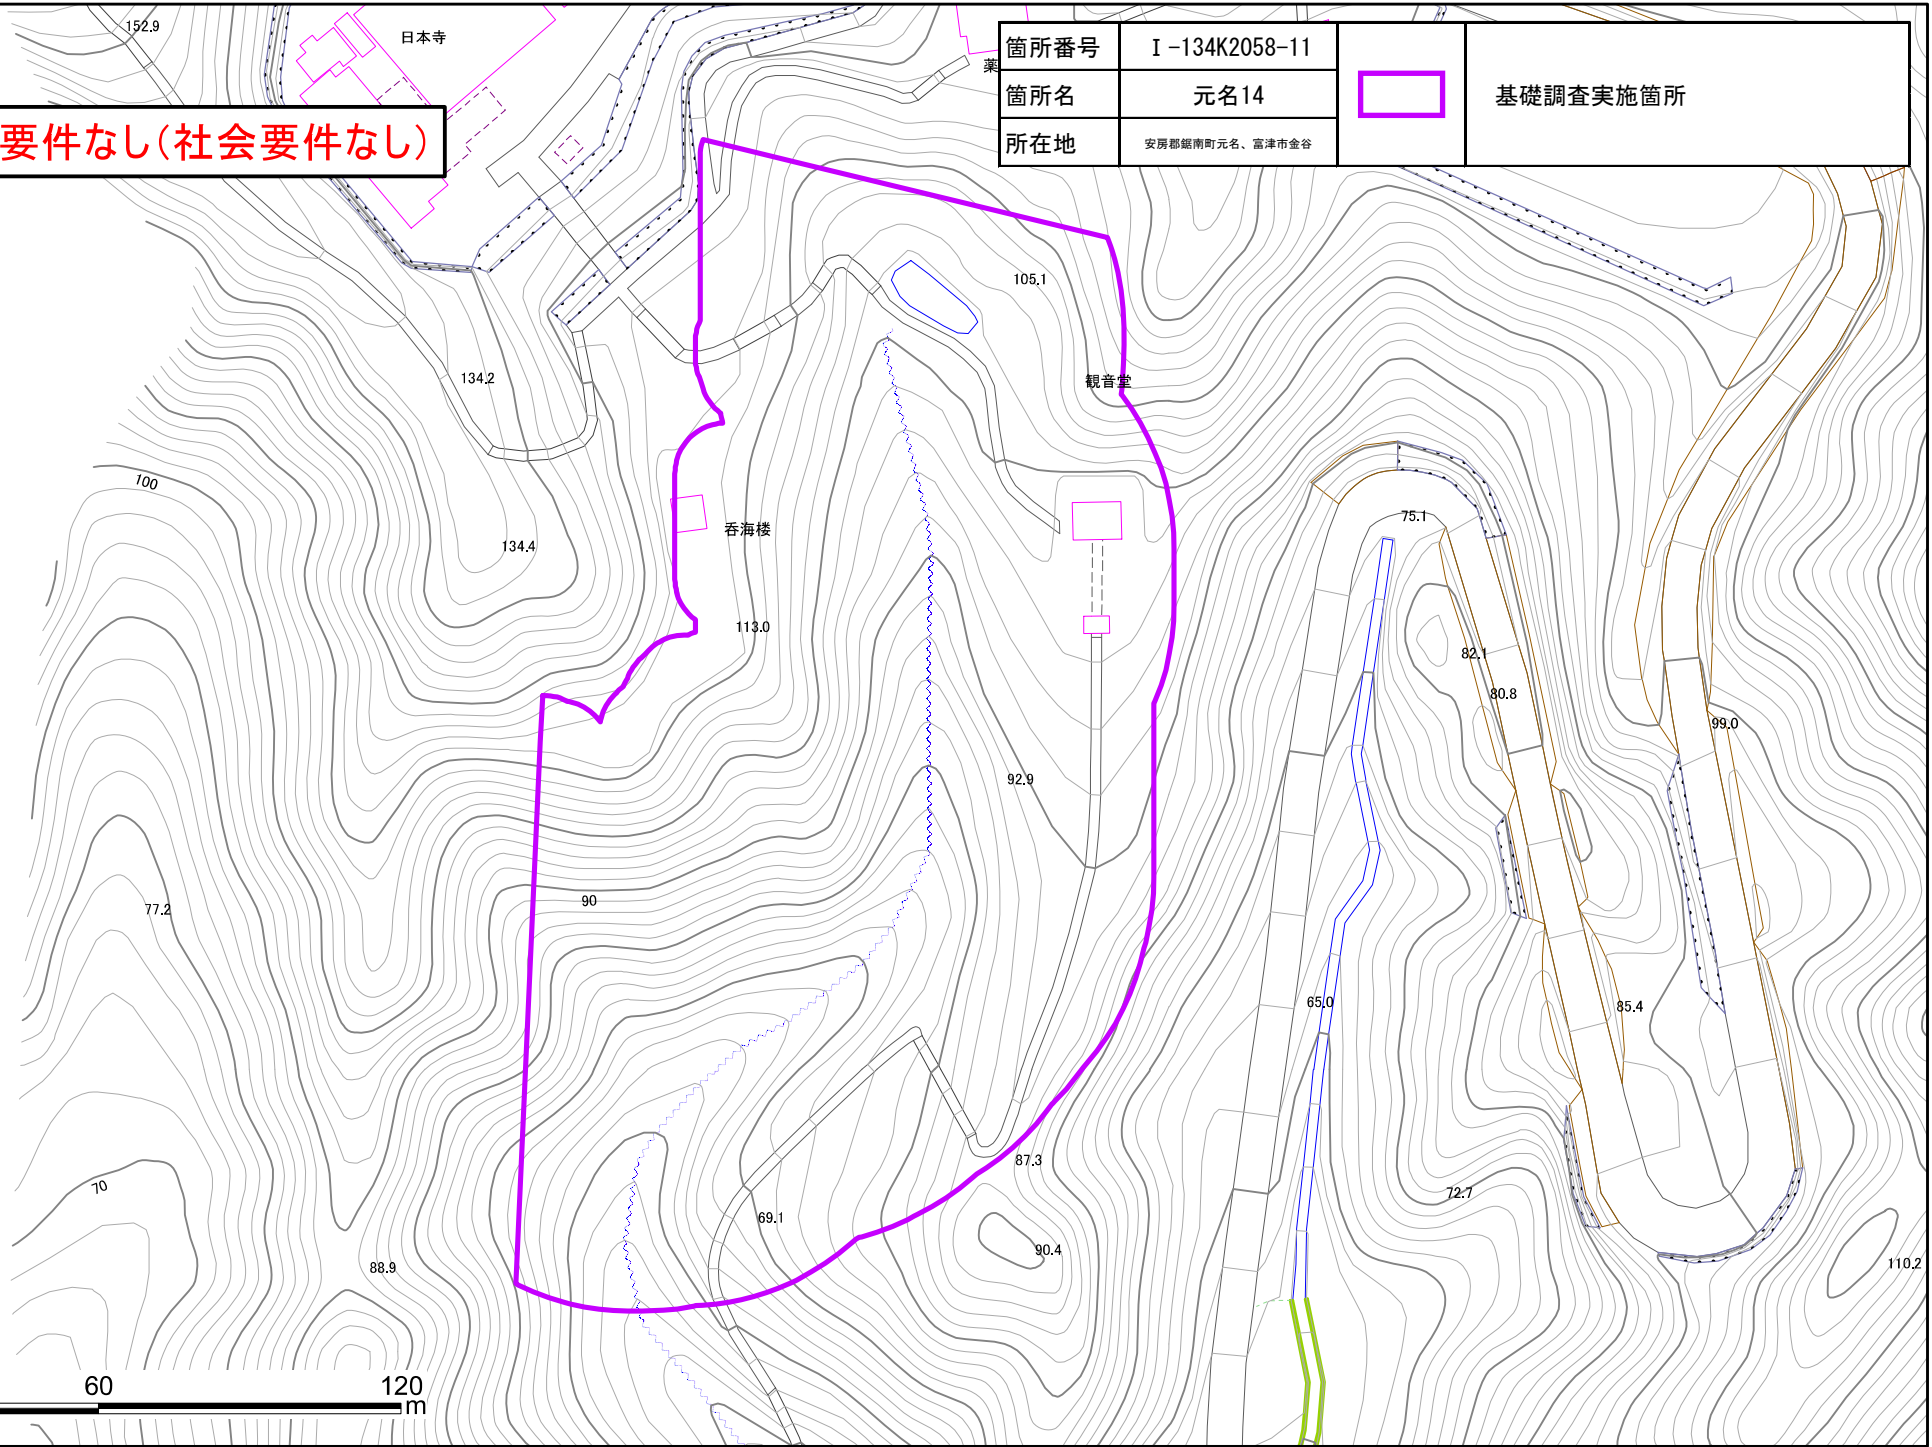 152.9
日本寺
薬
箇所番号 Ⅰ-134K2058-11
箇所名 元名14
所在地 安房郡鋸南町元名、富津市金谷
基礎調査実施箇所
要件なし(社会要件なし)
105.1
134.2
観音堂
100
75.1
呑海楼
134.4
113.0
82.1
80.8
99.0
92.9
90
77.2
65.0
85.4
87.3
70
72.7
69.1
90.4
88.9
110.2
60 120
m